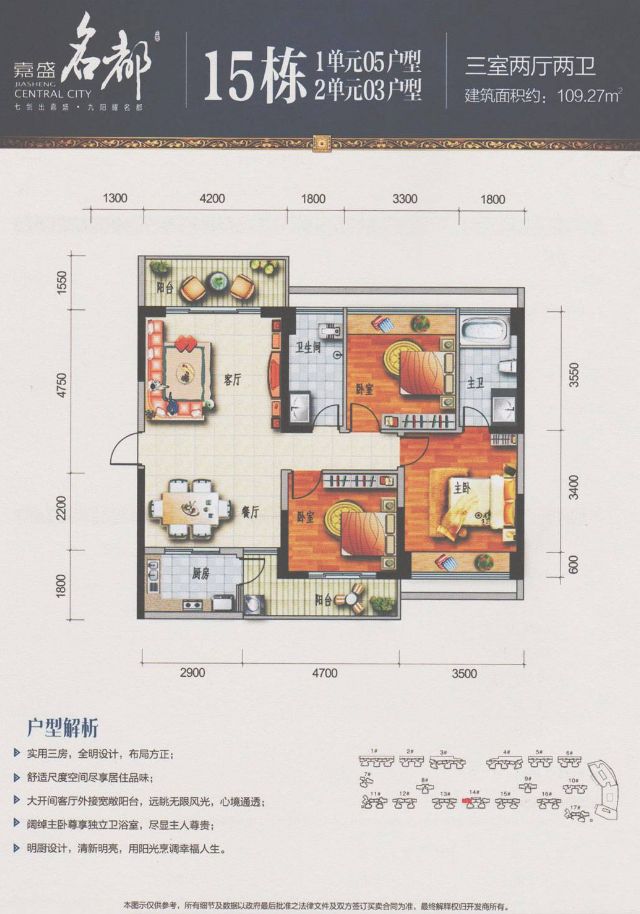 嘉盛 名都
JIASHENG
CENTRAL CITY
七剑出嘉盛·九阳耀名都
15栋
1单元05户型
2单元03户型
三室两厅两卫
建筑面积约：109.27m²
1300 4200 1800 3300 1800
1550
4750
2200
1800
3550
3400
600
阳台
客厅
卫生间
卧室
主卫
餐厅
卧室
主卧
厨房
阳台
2900 4700 3500
户型解析
实用三房，全明设计，布局方正；
舒适尺度空间尽享居住品味；
大开间客厅外接宽敞阳台，远眺无限风光，心境通透；
阔绰主卧尊享独立卫浴室，尽显主人尊贵；
明厨设计，清新明亮，用阳光烹调幸福人生。
1# 2# 3# 4# 5# 6#
7# 8# 9# 10#
11# 12# 13# 14# 15# 16# 17#
本图示仅供参考，所有细节及数据以政府最后批准之法律文件及双方签订买卖合同为准，最终解释权归开发商所有。